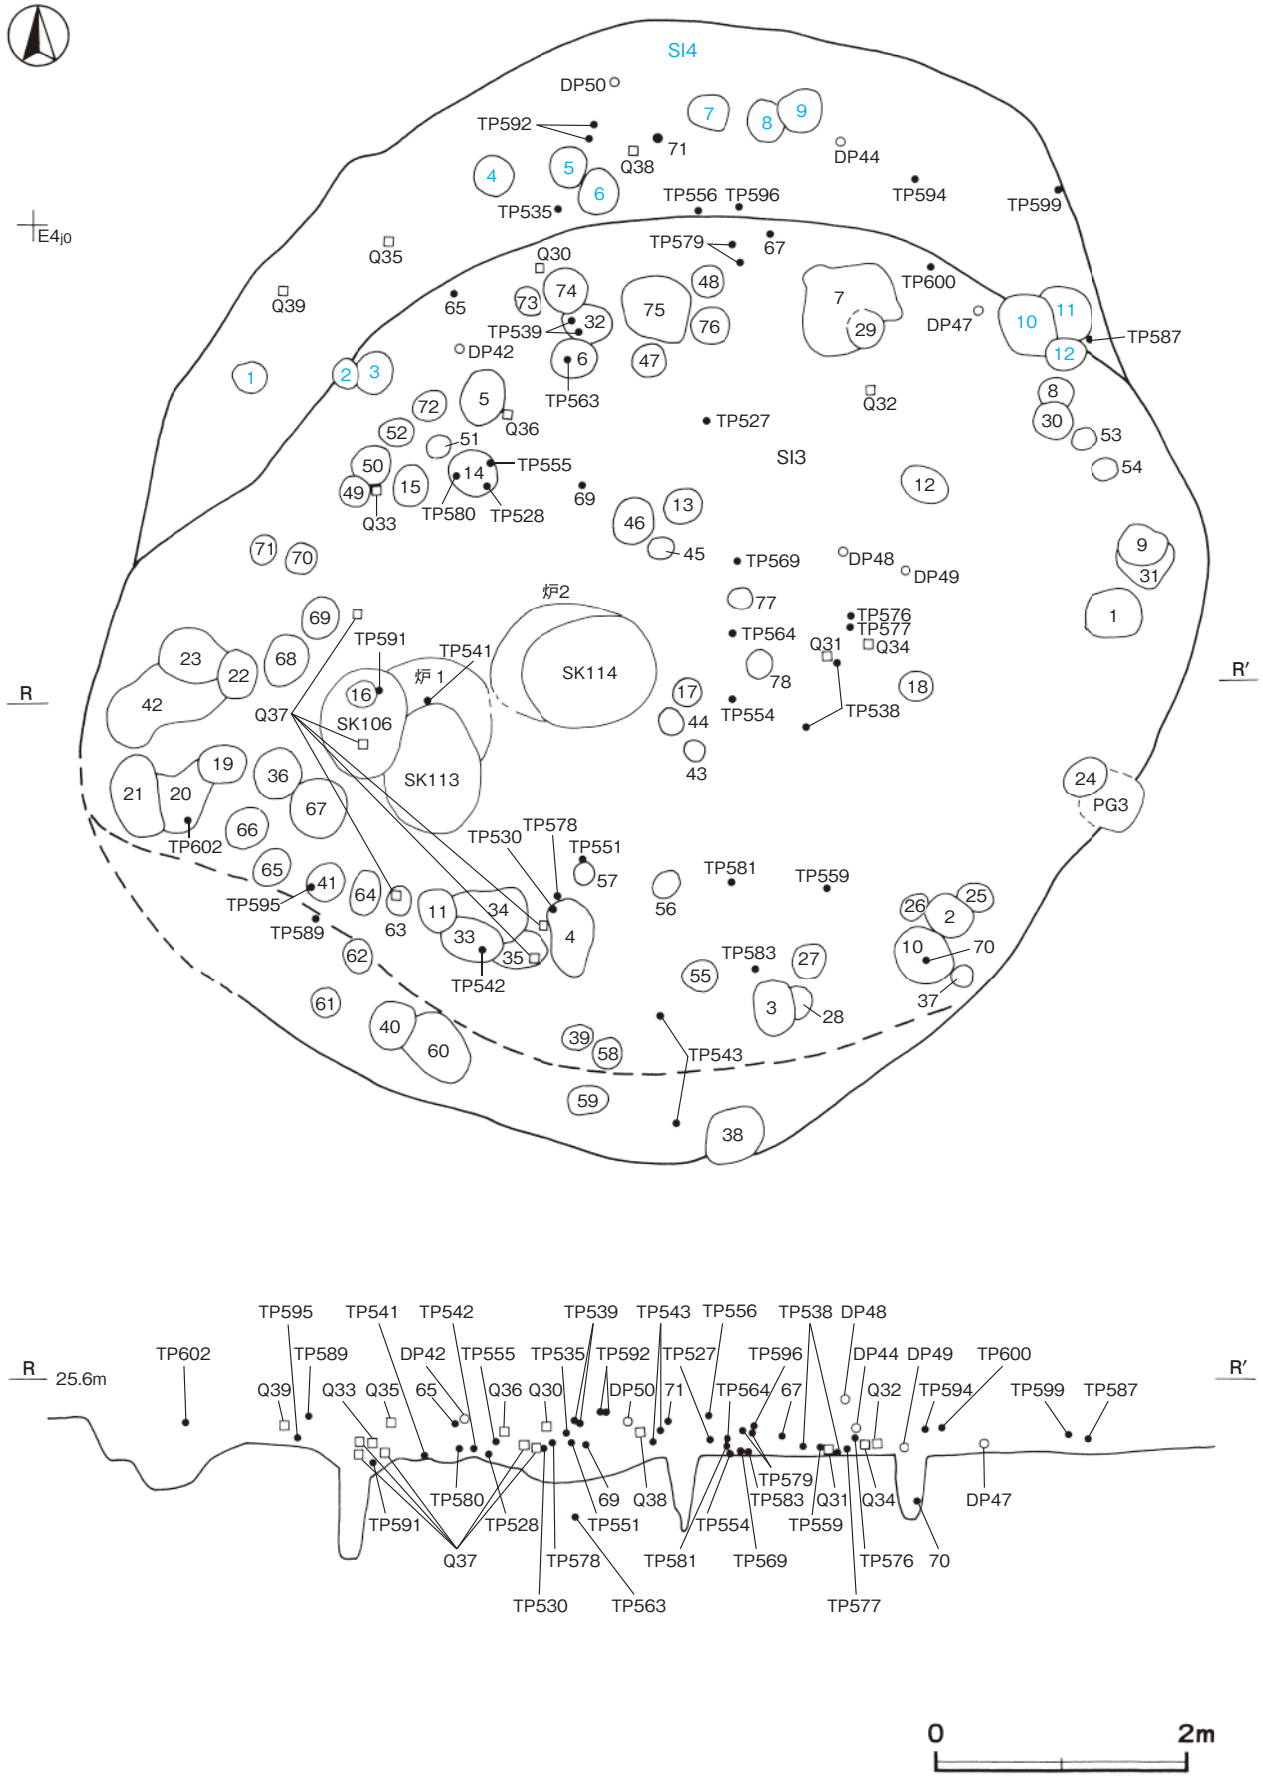 SI4
DP50
7
8
9
TP592
71
DP44
Q38
5
4
6
TP594
TP556
TP596
TP599
TP535
E4j0
67
TP579
Q35
Q30
TP600
48
74
73
75
7
11
Q39
65
10
32
DP47
76
29
TP539
TP587
DP42
6
47
12
1
2
3
8
5
TP563
Q32
72
Q36
TP527
30
52
51
53
SI3
50
14
TP555
54
15
12
49
69
13
Q33
TP580
TP528
46
9
71
70
45
DP48
TP569
DP49
31
炉2
77
1
69
TP576
TP591
TP577
TP564
TP541
Q31
Q34
23
68
22
炉1
SK114
78
R
R′
16
17
18
42
Q37
SK106
44
TP554
TP538
43
19
36
SK113
24
21
20
67
PG3
66
TP578
TP602
TP530
TP551
65
57
TP581
TP559
41
64
56
TP595
25
26
11
34
2
63
TP589
33
4
10
70
62
35
TP583
27
TP542
55
37
61
3
28
40
39
60
58
TP543
59
38
TP595
TP541
TP542
TP539
TP543
TP556
TP538
DP48
TP602
TP589
DP42
TP555
TP535
TP592
TP527
TP596
DP44
DP49
TP600
R
25.6m
R′
Q39
Q33
Q35
65
Q36
Q30
DP50
71
TP564
67
Q32
TP594
TP599
TP587
TP579
TP580
69
Q38
TP583
Q31
Q34
DP47
TP591
TP528
TP551
TP554
TP559
Q37
TP578
TP581
TP569
TP576
70
TP530
TP563
TP577
0
2m